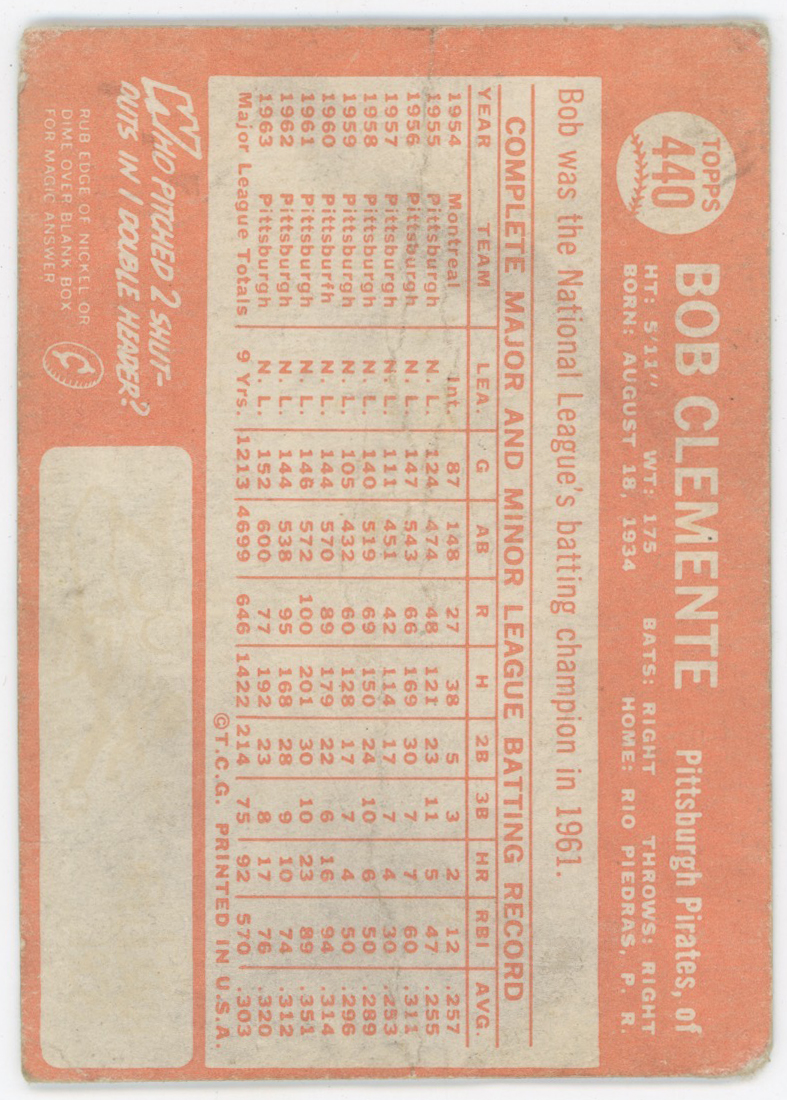 TOPPS
440
BOB CLEMENTE Pittsburgh Pirates, of
HT: 5'11" WT: 175 BATS: RIGHT THROWS: RIGHT
BORN: AUGUST 18, 1934 HOME: RIO PIEDRAS, P. R.
Bob was the National League's batting champion in 1961.
COMPLETE MAJOR AND MINOR LEAGUE BATTING RECORD
YEAR TEAM LEA. G AB R H 2B 3B HR RBI AVG.
1954 Montreal Int. 87 148 27 38 5 3 2 12 .257
1955 Pittsburgh N. L. 124 474 48 121 23 11 5 47 .255
1956 Pittsburgh N. L. 147 543 66 169 30 7 7 60 .311
1957 Pittsburgh N. L. 111 451 42 114 17 7 4 30 .253
1958 Pittsburgh N. L. 140 519 69 150 24 10 6 50 .289
1959 Pittsburgh N. L. 105 432 60 128 17 7 4 50 .296
1960 Pittsburfh N. L. 144 570 89 179 22 6 16 94 .314
1961 Pittsburgh N. L. 146 572 100 201 30 10 23 89 .351
1962 Pittsburgh N. L. 144 538 95 168 28 9 10 74 .312
1963 Pittsburgh N. L. 152 600 77 192 23 8 17 76 .320
Major League Totals 9 Yrs. 1213 4699 646 1422 214 75 92 570 .303
©T.C.G. PRINTED IN U.S.A.
WHO PITCHED 2 SHUT-
OUTS IN 1 DOUBLE HEADER?
RUB EDGE OF NICKEL OR
DIME OVER BLANK BOX
FOR MAGIC ANSWER